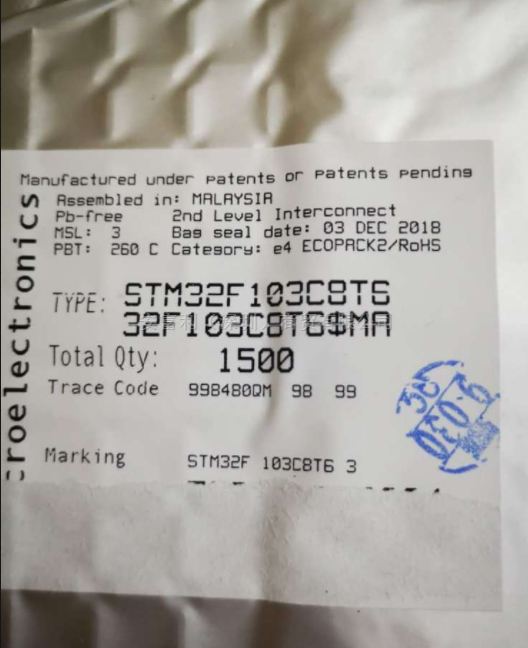 Manufactured under patents or patents pending
Assembled in: MALAYSIA
Pb-free 2nd Level Interconnect
MSL: 3 Bag seal date: 03 DEC 2018
PBT: 260 C Category: e4 ECOPACK2/RoHS
TYPE: STM32F103C8T6
32F103C8T6$MA
Total Qty: 1500
Trace Code 998480DM 98 99
Marking STM32F 103C8T6 3
croelectronics